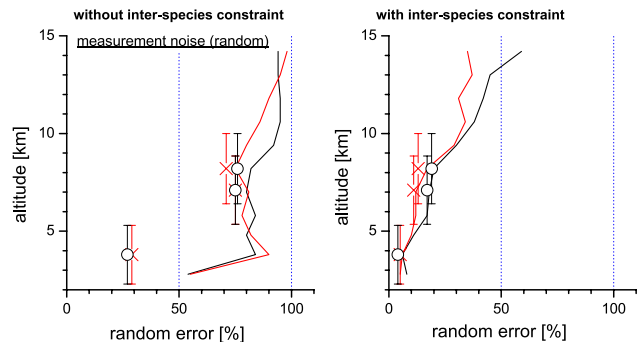 without inter-species constraint
with inter-species constraint
measurement noise (random)
15
10
5
altitude [km]
0
50
100
random error [%]
15
10
5
altitude [km]
0
50
100
random error [%]